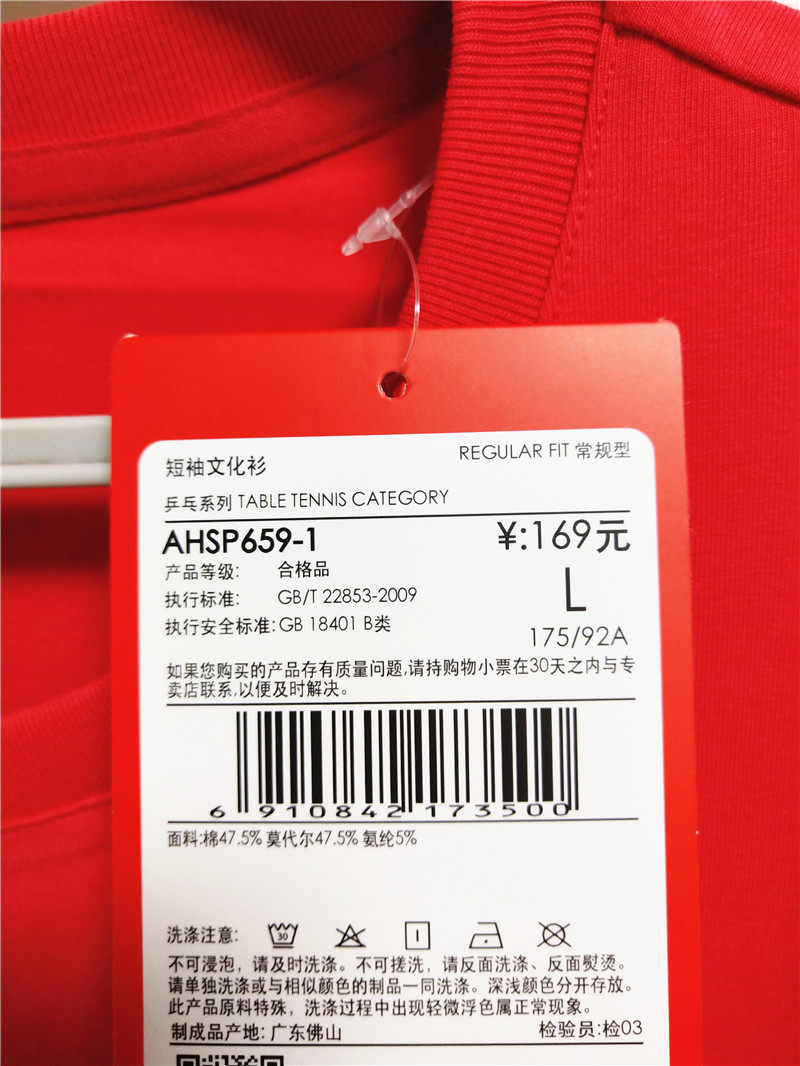 短袖文化衫
REGULAR FIT 常规型
乒乓系列 TABLE TENNIS CATEGORY
AHSP659-1
¥:169元
产品等级: 合格品
执行标准: GB/T 22853-2009
L
执行安全标准:GB 18401 B类
175/92A
如果您购买的产品存有质量问题,请持购物小票在30天之内与专
卖店联系,以便及时解决。
6 910842 173500
面料:棉47.5% 莫代尔47.5% 氨纶5%
洗涤注意: 30
不可浸泡，请及时洗涤。不可搓洗，请反面洗涤、反面熨烫。
请单独洗涤或与相似颜色的制品一同洗涤。深浅颜色分开存放。
此产品原料特殊，洗涤过程中出现轻微浮色属正常现象。
制成品产地: 广东佛山
检验员:检03